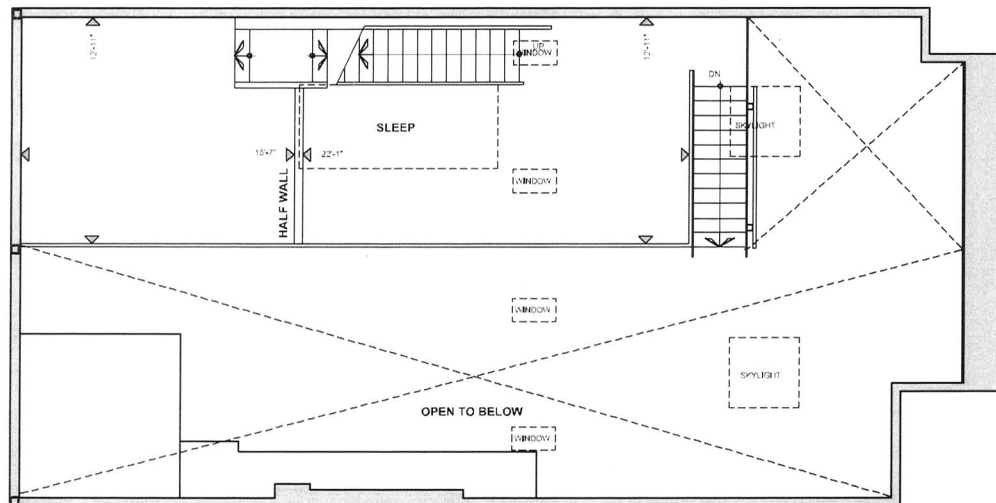 12'-11"
UP
WINDOW
12'-11"
DN
SKYLIGHT
SLEEP
15'-7"
22'-1"
HALF WALL
WINDOW
WINDOW
SKYLIGHT
OPEN TO BELOW
WINDOW